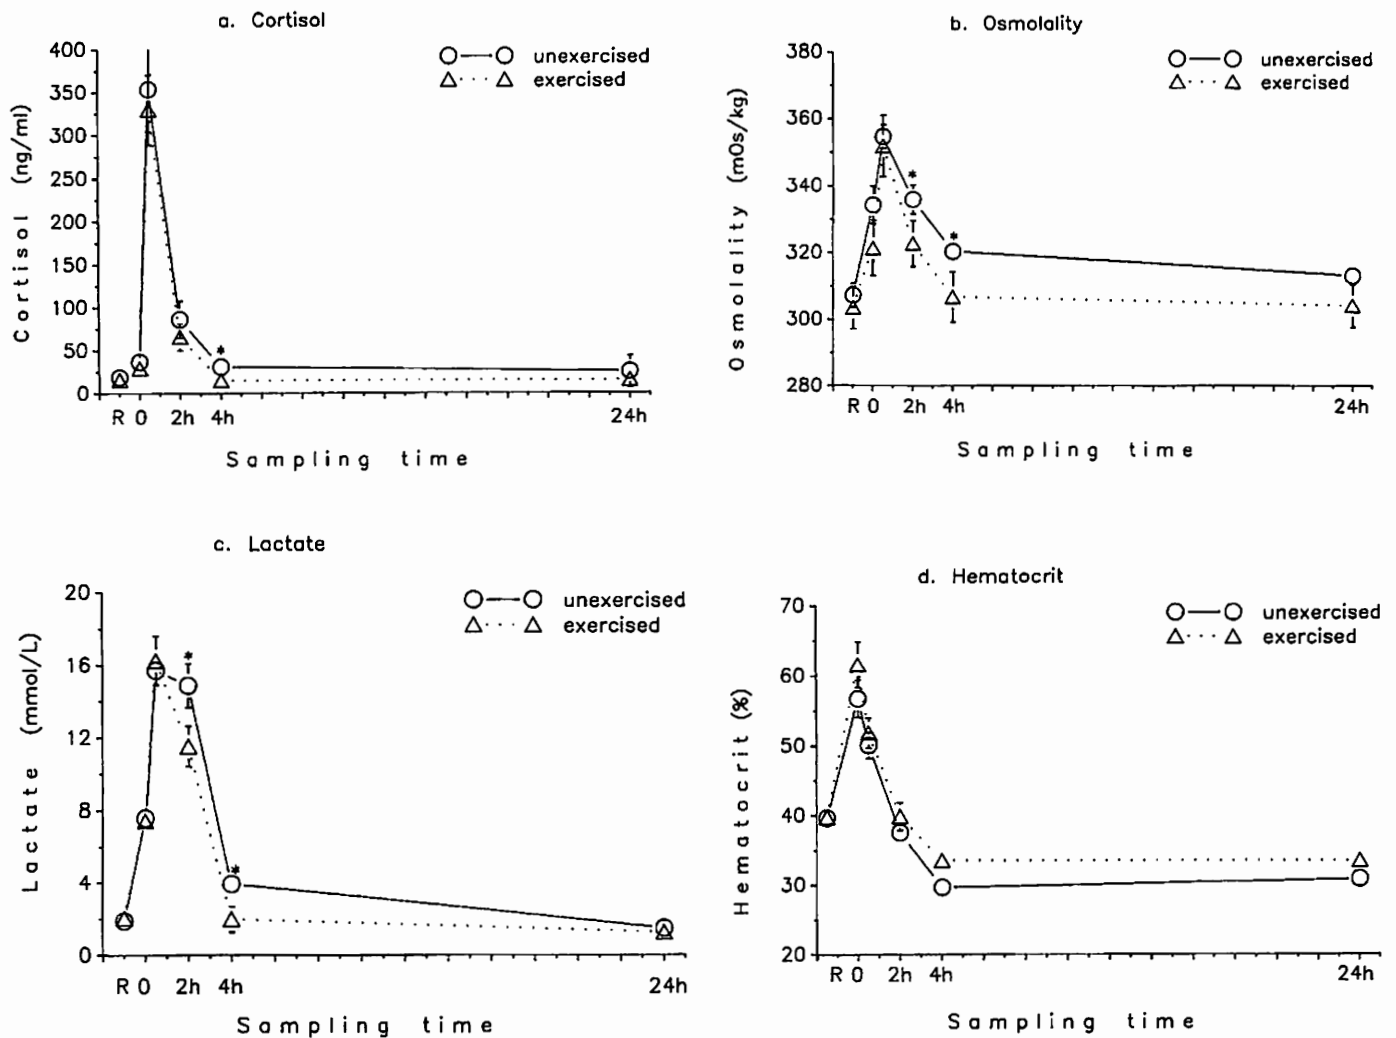 a. Cortisol
unexercised
exercised
400
350
300
250
200
150
100
50
0
Cortisol (ng/ml)
*
R 0 2h 4h 24h
Sampling time
b. Osmolality
unexercised
exercised
380
360
340
320
300
280
Osmolality (mOs/kg)
*
*
R 0 2h 4h 24h
Sampling time
c. Lactate
unexercised
exercised
20
16
12
8
4
0
Lactate (mmol/L)
*
*
R 0 2h 4h 24h
Sampling time
d. Hematocrit
unexercised
exercised
70
60
50
40
30
20
Hematocrit (%)
R 0 2h 4h 24h
Sampling time